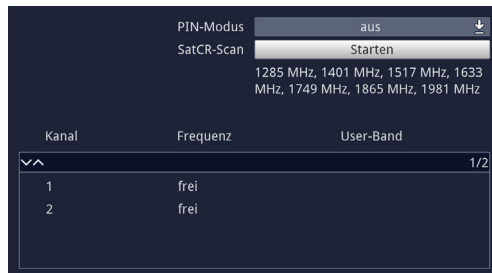 PIN-Modus aus
SatCR-Scan Starten
1285 MHz, 1401 MHz, 1517 MHz, 1633
MHz, 1749 MHz, 1865 MHz, 1981 MHz
Kanal Frequenz User-Band
1/2
1 frei
2 frei